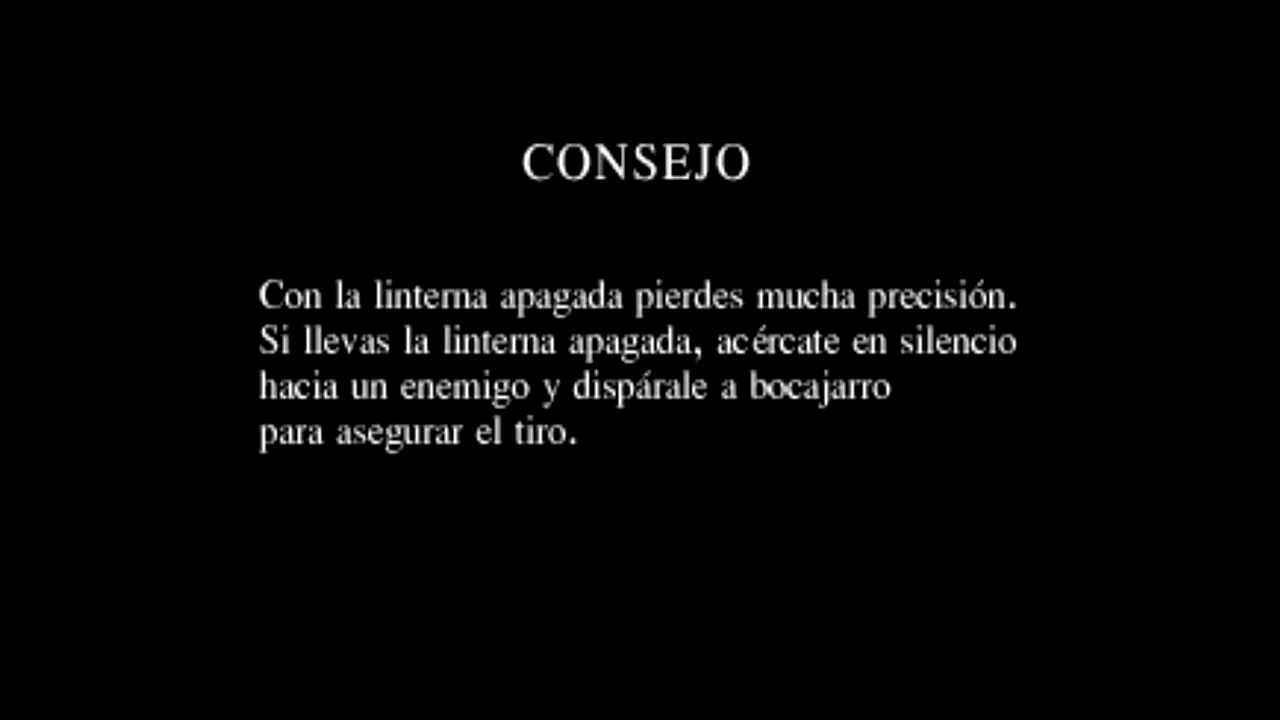 CONSEJO
Con la linterna apagada pierdes mucha precisión.
Si llevas la linterna apagada, acércate en silencio
hacia un enemigo y dispárale a bocajarro
para asegurar el tiro.